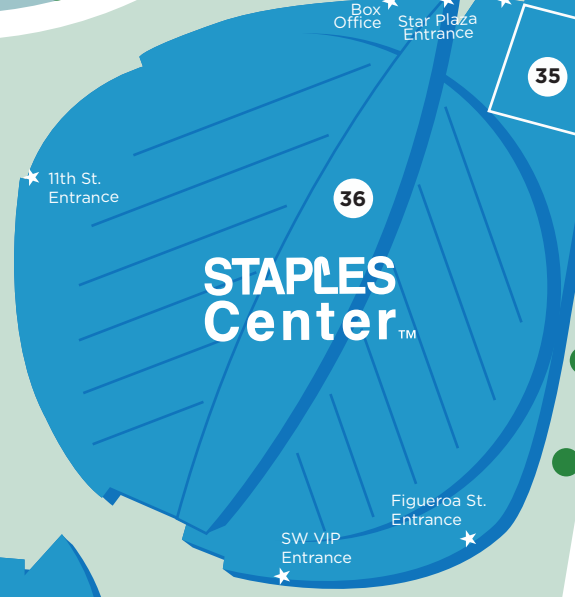 Box
Office
Star Plaza
Entrance
35
11th St.
Entrance
36
STAPLES
Center™
Figueroa St.
Entrance
SW VIP
Entrance